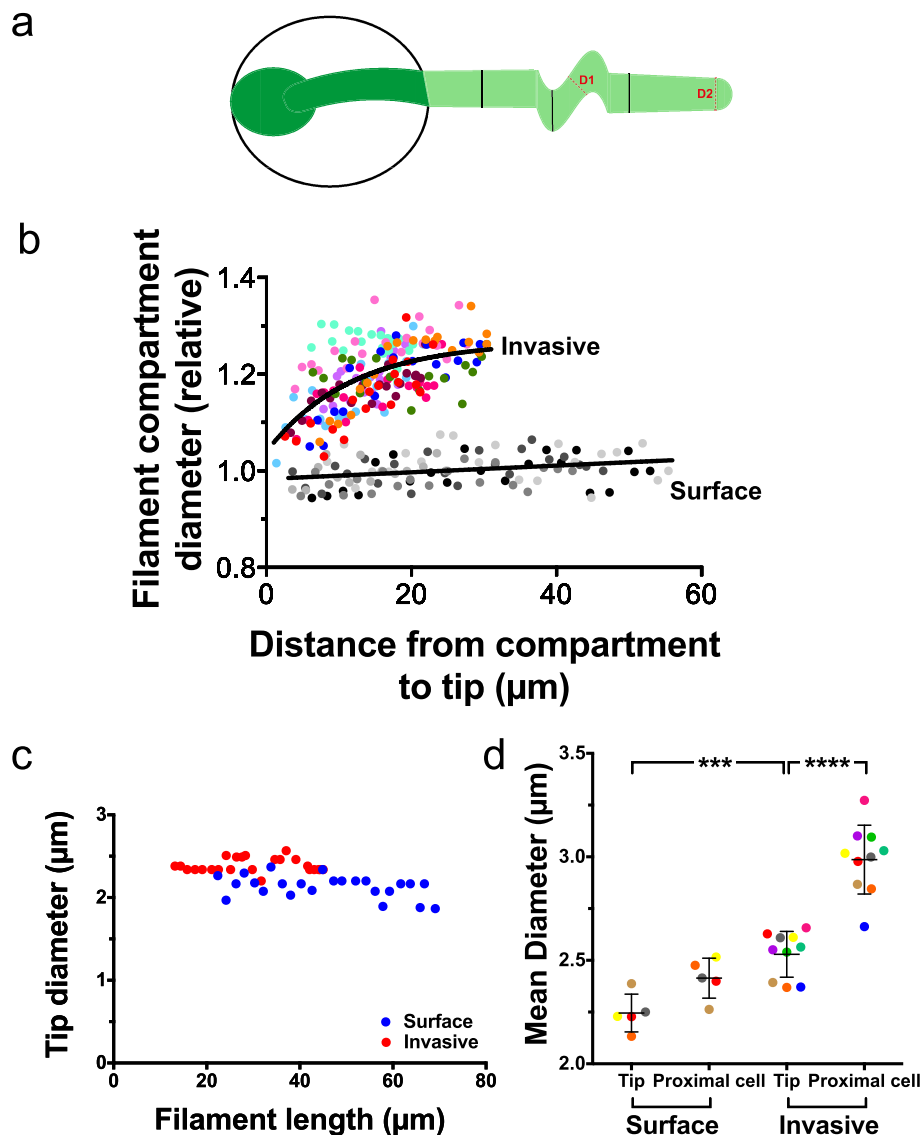 a
D1
D2
b
Filament compartment
diameter (relative)
1.4
1.2
1.0
0.8
Invasive
Surface
0
20
40
60
Distance from compartment
to tip (µm)
c
Tip diameter (µm)
3
2
1
0
Surface
Invasive
0
20
40
60
80
Filament length (µm)
d
Mean Diameter (µm)
3.5
3.0
2.5
2.0
***
****
Tip
Proximal cell
Tip
Proximal cell
Surface
Invasive